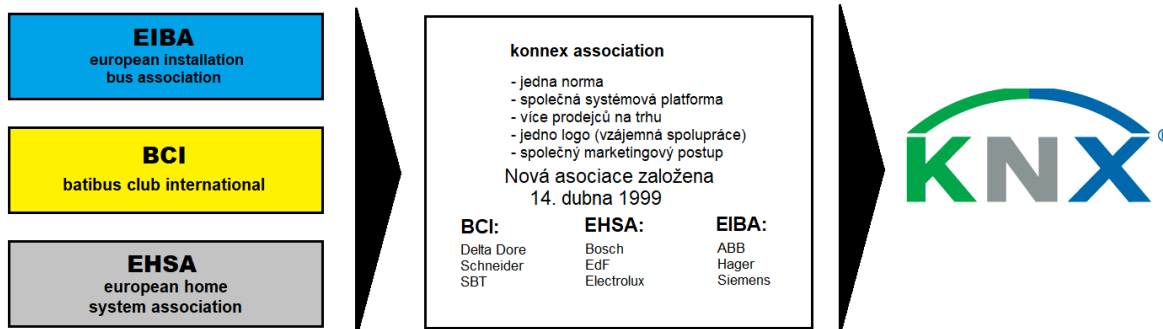 EIBA
european installation
bus association
BCI
batibus club international
EHSA
european home
system association
konnex association
- jedna norma
- společná systémová platforma
- více prodejců na trhu
- jedno logo (vzájemná spolupráce)
- společný marketingový postup
Nová asociace založena
14. dubna 1999
BCI:
Delta Dore
Schneider
SBT
EHSA:
Bosch
EdF
Electrolux
EIBA:
ABB
Hager
Siemens
KNX®